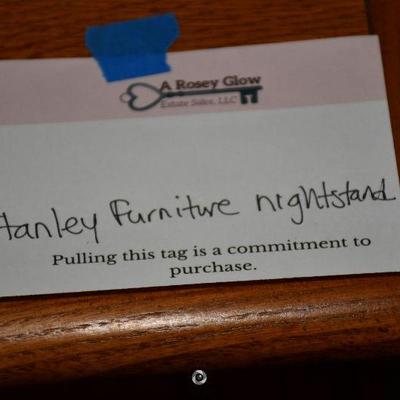 A Rosey Glow
Estate Sales, LLC
tanley Furniture nightstand
Pulling this tag is a commitment to
purchase.